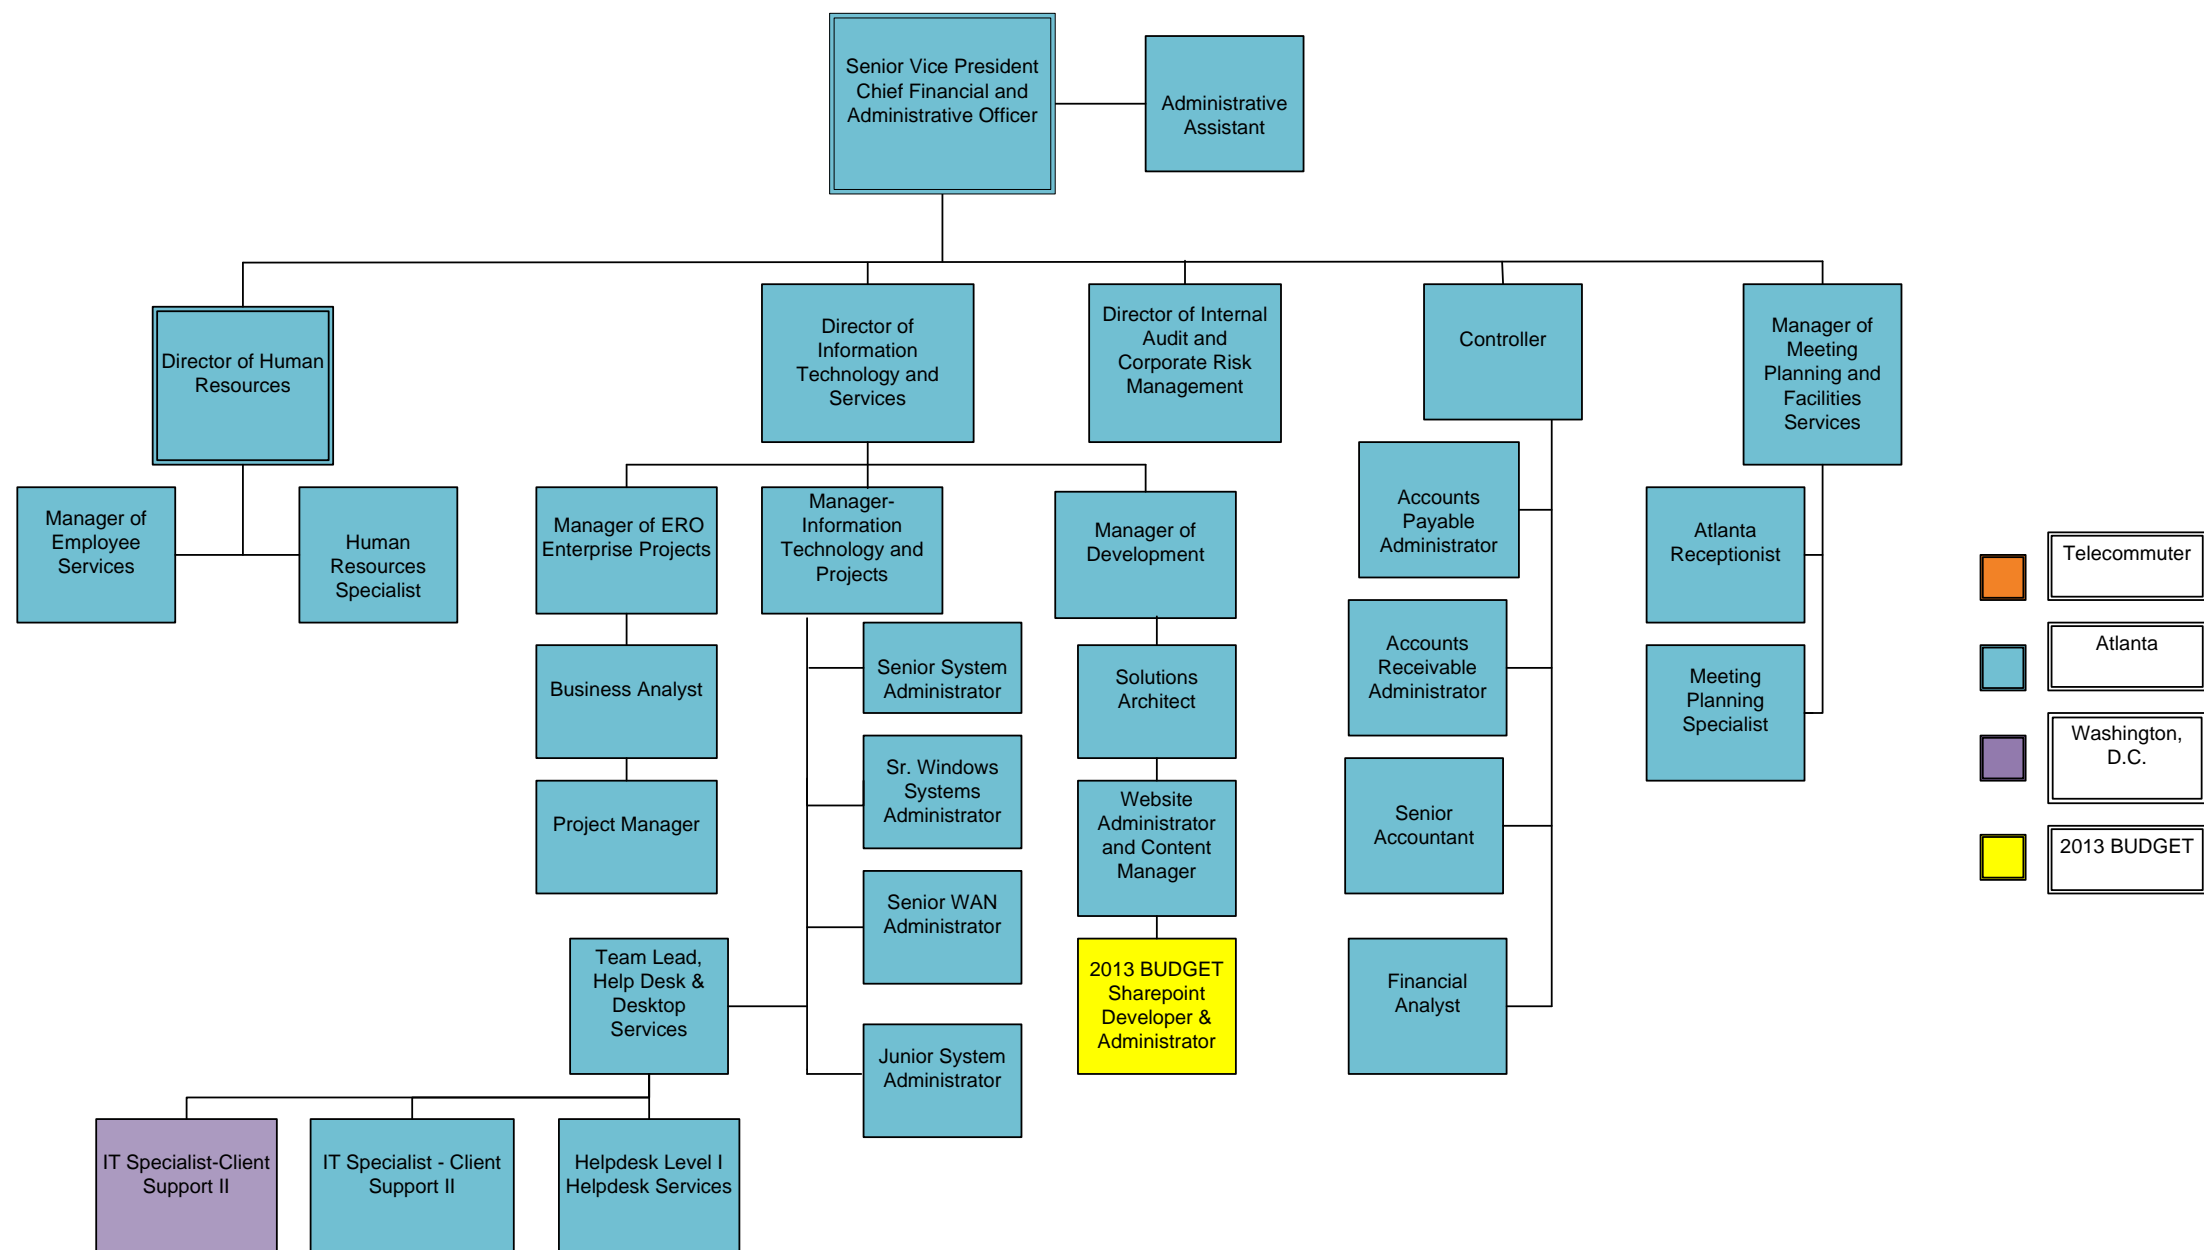 Senior Vice President
Chief Financial and
Administrative Officer
Administrative
Assistant
Director of Human
Resources
Director of
Information
Technology and
Services
Director of Internal
Audit and
Corporate Risk
Management
Controller
Manager of
Meeting
Planning and
Facilities
Services
Manager of
Employee
Services
Human
Resources
Specialist
Manager of ERO
Enterprise Projects
Manager-
Information
Technology and
Projects
Manager of
Development
Accounts
Payable
Administrator
Atlanta
Receptionist
Telecommuter
Business Analyst
Senior System
Administrator
Solutions
Architect
Accounts
Receivable
Administrator
Meeting
Planning
Specialist
Atlanta
Project Manager
Sr. Windows
Systems
Administrator
Website
Administrator
and Content
Manager
Senior
Accountant
Washington,
D.C.
2013 BUDGET
Senior WAN
Administrator
Team Lead,
Help Desk &
Desktop
Services
2013 BUDGET
Sharepoint
Developer &
Administrator
Financial
Analyst
Junior System
Administrator
IT Specialist-Client
Support II
IT Specialist - Client
Support II
Helpdesk Level I
Helpdesk Services